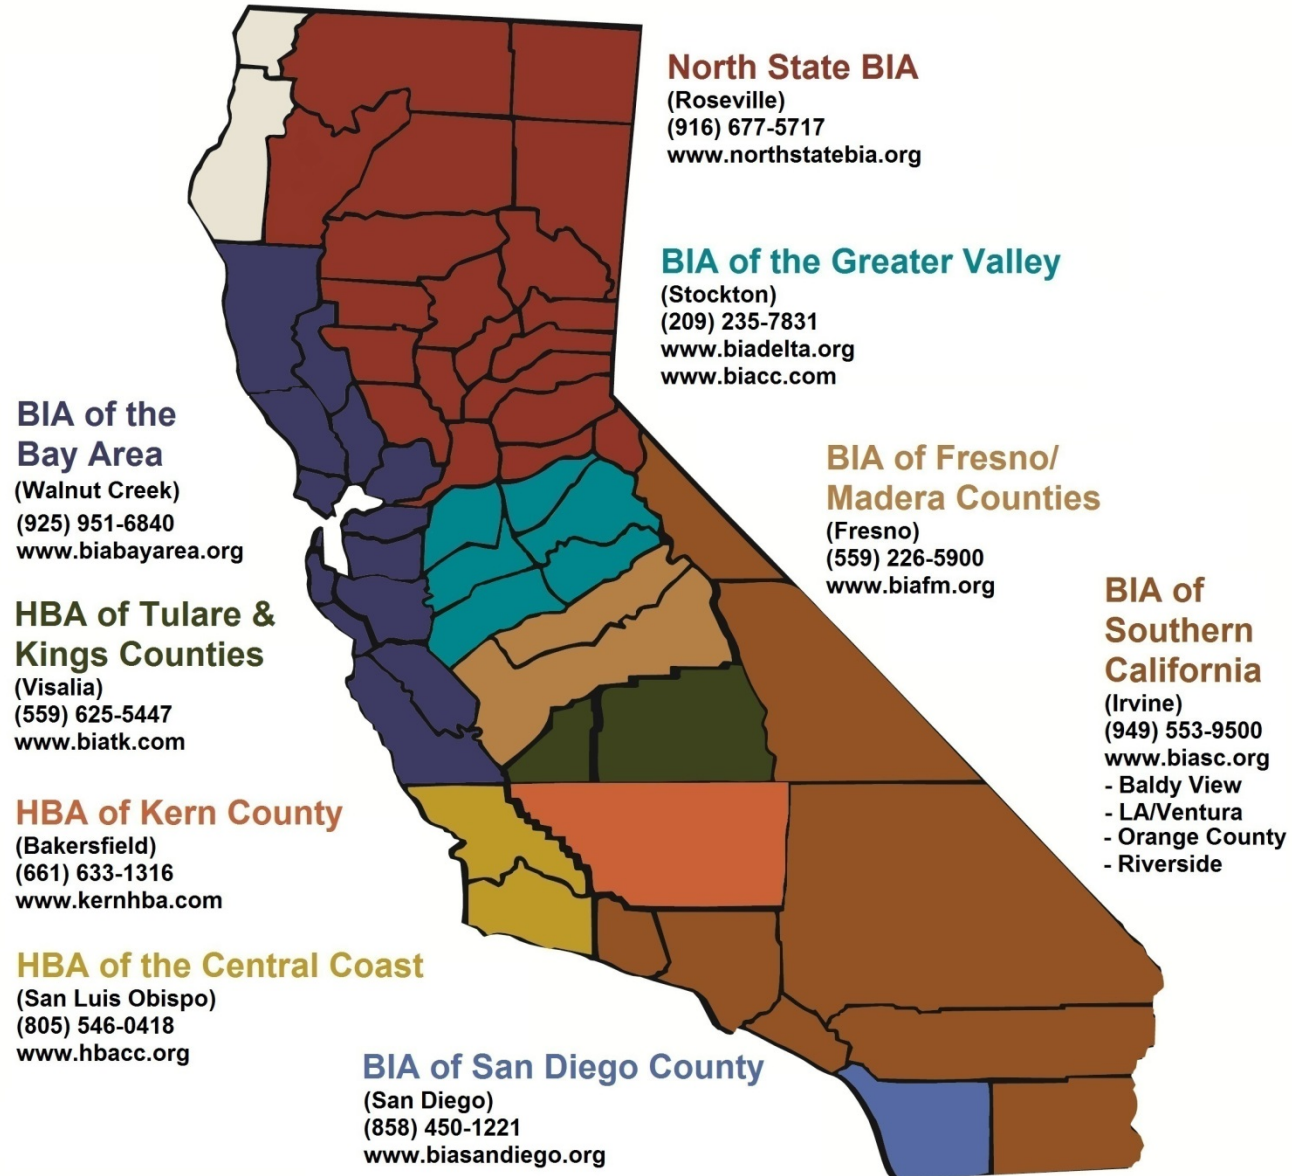 North State BIA
(Roseville)
(916) 677-5717
www.northstatebia.org
BIA of the Greater Valley
(Stockton)
(209) 235-7831
www.biadelta.org
www.biacc.com
BIA of the
Bay Area
(Walnut Creek)
(925) 951-6840
www.biabayarea.org
BIA of Fresno/
Madera Counties
(Fresno)
(559) 226-5900
www.biafm.org
BIA of
Southern
California
(Irvine)
(949) 553-9500
www.biasc.org
- Baldy View
- LA/Ventura
- Orange County
- Riverside
HBA of Tulare &
Kings Counties
(Visalia)
(559) 625-5447
www.biatk.com
HBA of Kern County
(Bakersfield)
(661) 633-1316
www.kernhba.com
HBA of the Central Coast
(San Luis Obispo)
(805) 546-0418
www.hbacc.org
BIA of San Diego County
(San Diego)
(858) 450-1221
www.biasandiego.org